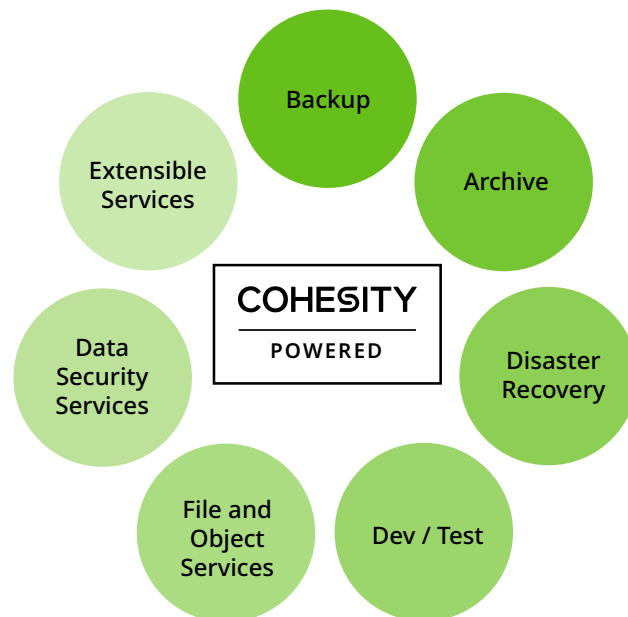 Backup
Archive
Disaster
Recovery
Dev / Test
File and
Object
Services
Data
Security
Services
Extensible
Services
COHESITY
POWERED